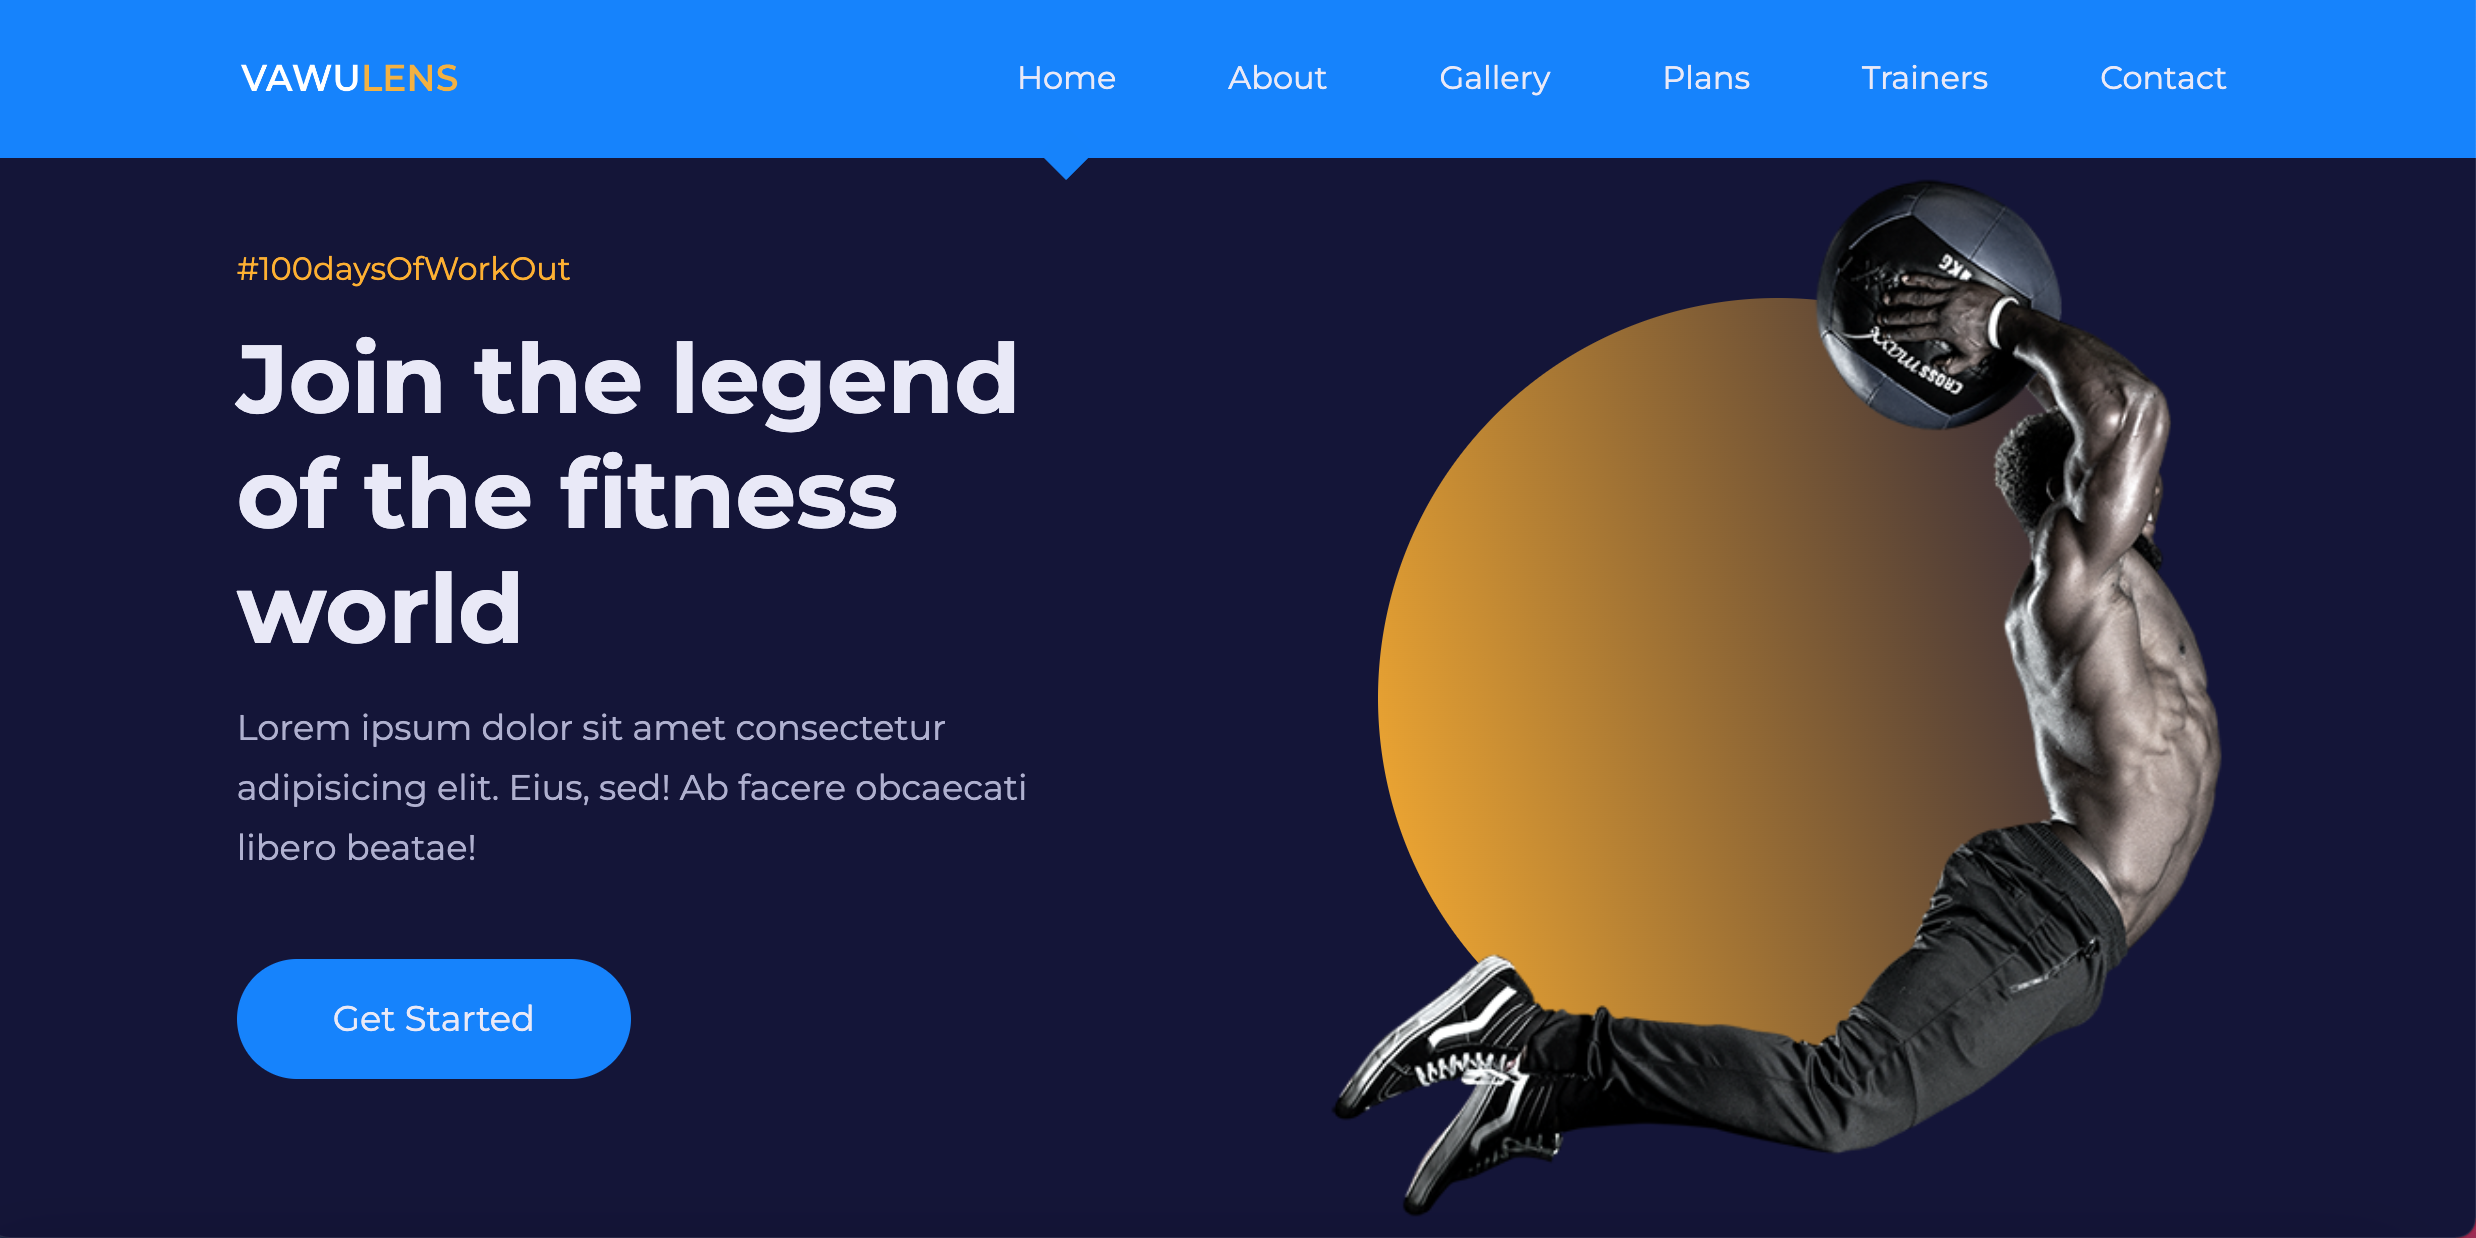 VAWULENS
Home About Gallery Plans Trainers Contact
#100daysOfWorkOut
Join the legend
of the fitness
world
Lorem ipsum dolor sit amet consectetur
adipisicing elit. Eius, sed! Ab facere obcaecati
libero beatae!
Get Started
4KG
CROSSmaxx